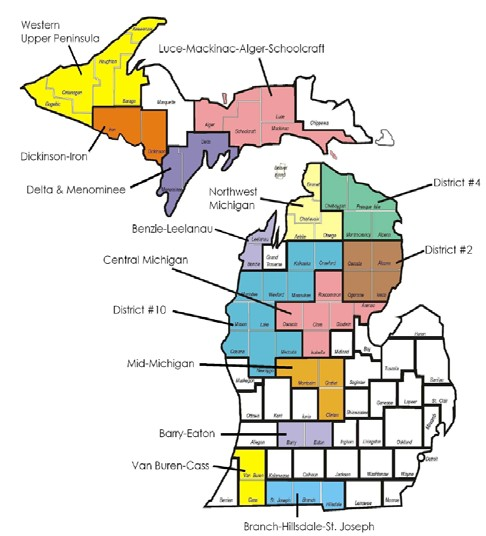 Western
Upper Peninsula
Luce-Mackinac-Alger-Schoolcraft
Keweenaw
Houghton
Ontonagon
Gogebic
Baraga
Marquette
Alger
Luce
Schoolcraft
Mackinac
Chippewa
Iron
Dickinson
Delta
Menominee
Dickinson-Iron
Delta & Menominee
Northwest
Michigan
District #4
Emmet
Cheboygan
Presque Isle
Charlevoix
Antrim
Otsego
Montmorency
Alpena
Benzie-Leelanau
Leelanau
Benzie
Grand
Traverse
Kalkaska
Crawford
Oscoda
Alcona
District #2
Central Michigan
Wexford
Missaukee
Roscommon
Ogemaw
Iosco
District #10
Mason
Lake
Osceola
Clare
Gladwin
Arenac
Huron
Oceana
Newaygo
Mecosta
Isabella
Midland
Bay
Tuscola
Sanilac
Mid-Michigan
Muskegon
Montcalm
Gratiot
Saginaw
Ottawa
Kent
Ionia
Clinton
Genesee
Lapeer
St. Clair
Macomb
Barry-Eaton
Allegan
Barry
Eaton
Ingham
Livingston
Oakland
Detroit
Van Buren-Cass
Van Buren
Kalamazoo
Calhoun
Jackson
Washtenaw
Wayne
Berrien
Cass
St. Joseph
Branch
Hillsdale
Lenawee
Monroe
Branch-Hillsdale-St. Joseph